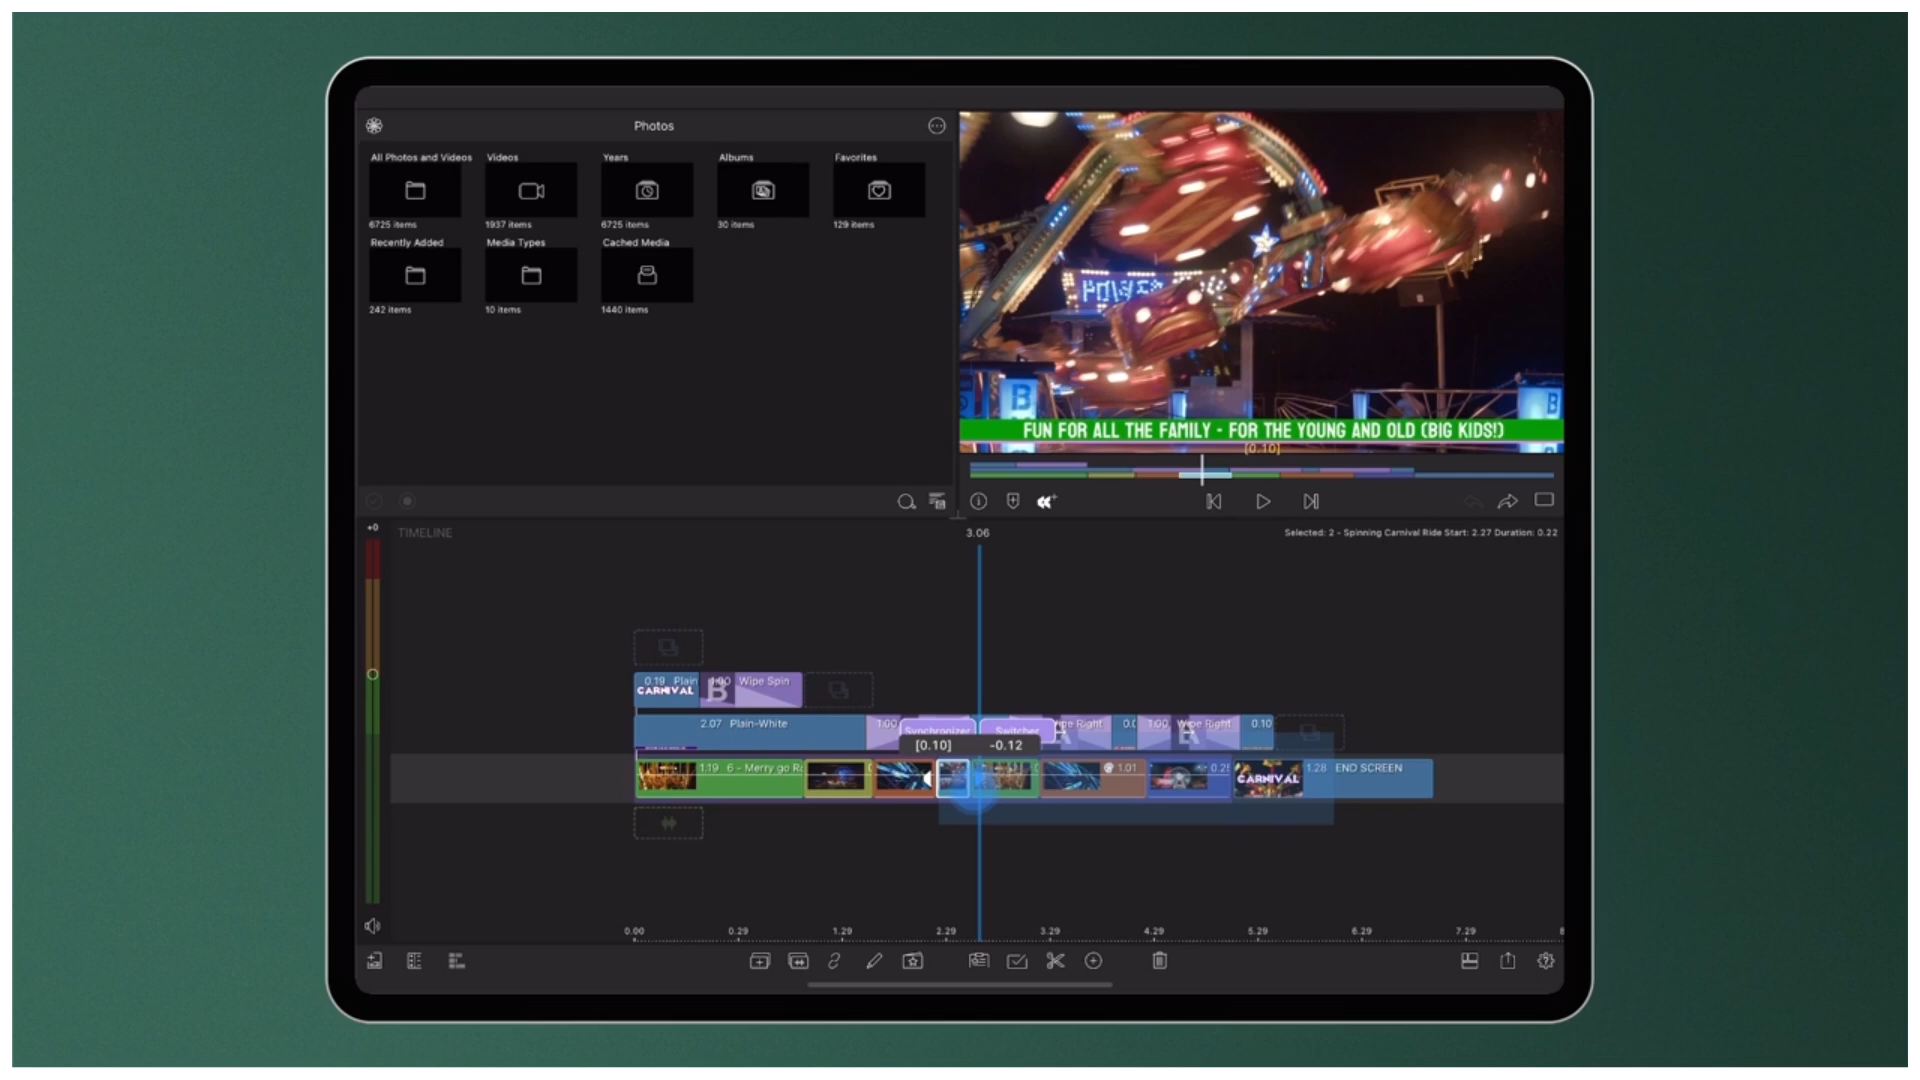 Photos
All Photos and Videos
Videos
Years
Albums
Favorites
6725 items
1937 items
6725 items
30 items
129 items
Recently Added
Media Types
Cached Media
242 items
10 items
1440 items
POWER
B
B
FUN FOR ALL THE FAMILY - FOR THE YOUNG AND OLD (BIG KIDS!)
[0.10]
+0
TIMELINE
3.06
Selected: 2 - Spinning Carnival Ride Start: 2.27 Duration: 0.22
0.19 Plain
CARNIVAL
1.00 Wipe Spin
B
2.07 Plain-White
1.00
Synchronizer
Switcher
Wipe Right
1.00
Wipe Right
0.10
[0.10] -0.12
1.19 6 - Merry go
1.01
CARNIVAL
1.28 END SCREEN
0.00
0.29
1.29
2.29
3.29
4.29
5.29
6.29
7.29